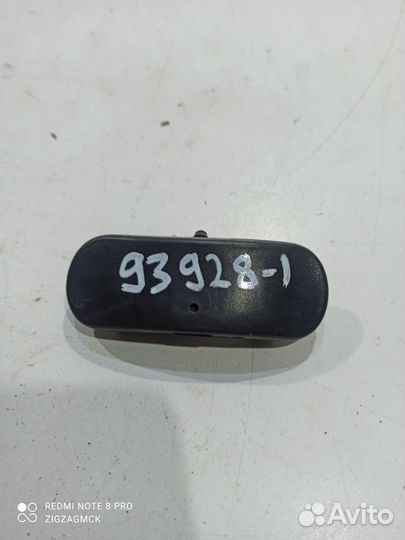 93928-1
REDMI NOTE 8 PRO
ZIGZAGMCK
Avito